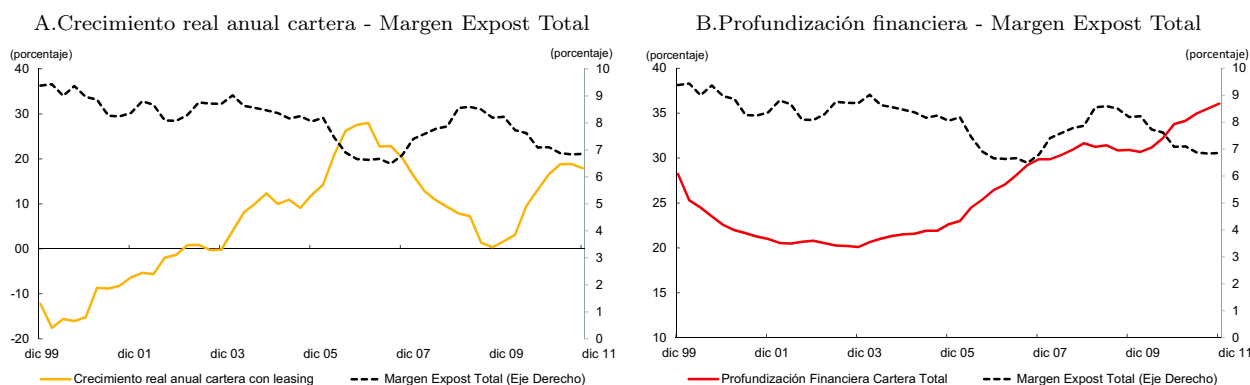 A.Crecimiento real anual cartera - Margen Expost Total
(porcentaje)
(porcentaje)
40
30
20
10
00
-10
-20
10
9
8
7
6
5
4
3
2
1
0
dic 99
dic 01
dic 03
dic 05
dic 07
dic 09
dic 11
Crecimiento real anual cartera con leasing
Margen Expost Total (Eje Derecho)
B.Profundización financiera - Margen Expost Total
(porcentaje)
(porcentaje)
40
35
30
25
20
15
10
10
9
8
7
6
5
4
3
2
1
0
dic 99
dic 01
dic 03
dic 05
dic 07
dic 09
dic 11
Profundización Financiera Cartera Total
Margen Expost Total (Eje Derecho)